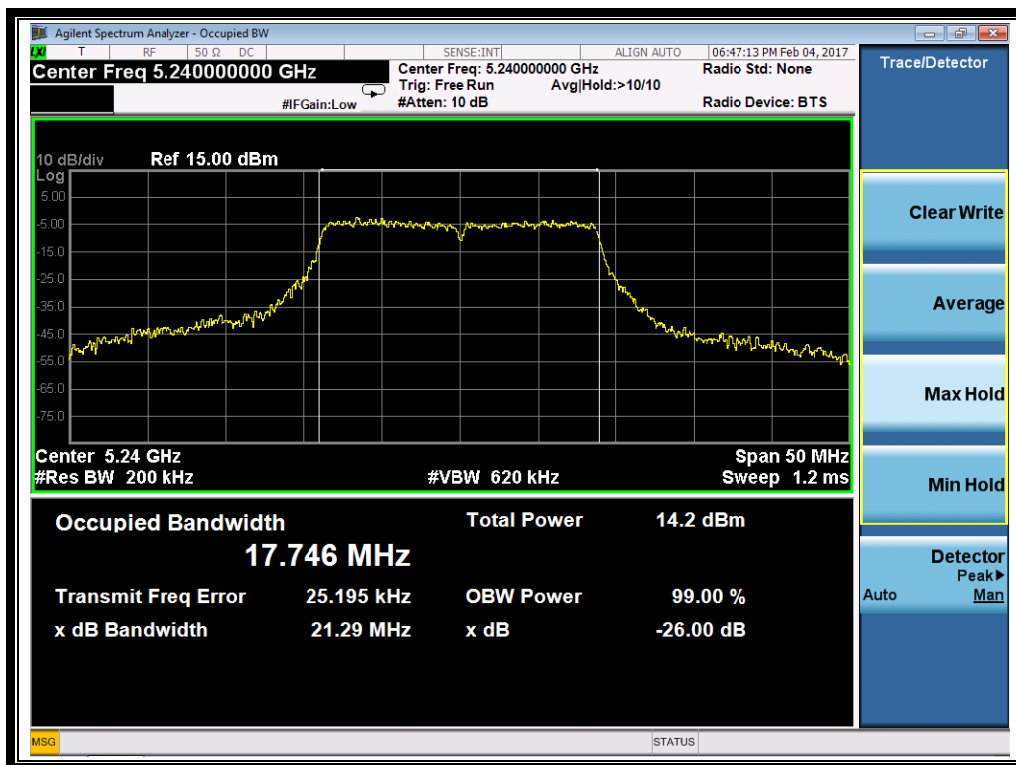 Agilent Spectrum Analyzer - Occupied BW
LXI T RF 50 Ω DC SENSE:INT ALIGN AUTO 06:47:13 PM Feb 04, 2017
Center Freq 5.240000000 GHz
Center Freq: 5.240000000 GHz
Radio Std: None
Trig: Free Run Avg|Hold:>10/10
#IFGain:Low #Atten: 10 dB Radio Device: BTS
Trace/Detector
10 dB/div Ref 15.00 dBm
Log
5.00
-5.00
-15.0
-25.0
-35.0
-45.0
-55.0
-65.0
-75.0
Center 5.24 GHz Span 50 MHz
#Res BW 200 kHz #VBW 620 kHz Sweep 1.2 ms
Occupied Bandwidth Total Power 14.2 dBm
17.746 MHz
Transmit Freq Error 25.195 kHz OBW Power 99.00 %
x dB Bandwidth 21.29 MHz x dB -26.00 dB
Clear Write
Average
Max Hold
Min Hold
Detector
Peak▶
Auto Man
MSG STATUS